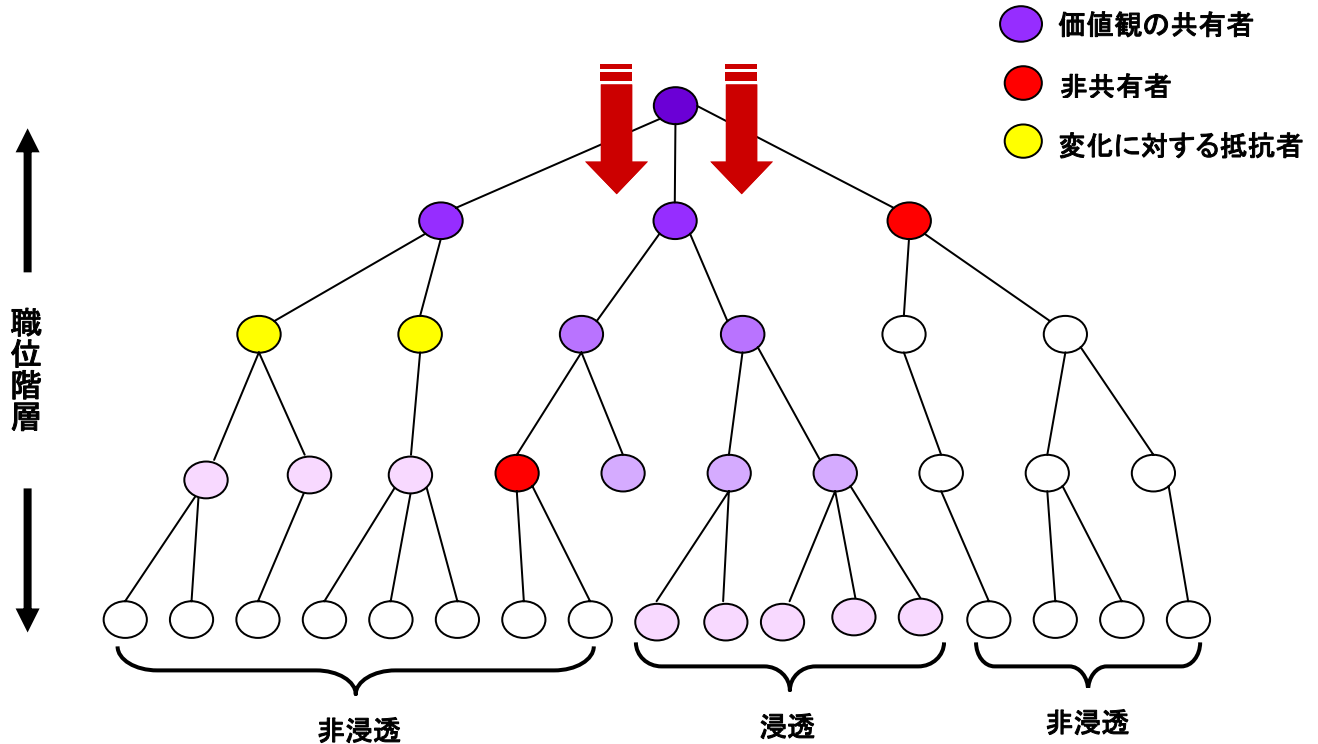 価値観の共有者
非共有者
変化に対する抵抗者
職位階層
非浸透
浸透
非浸透